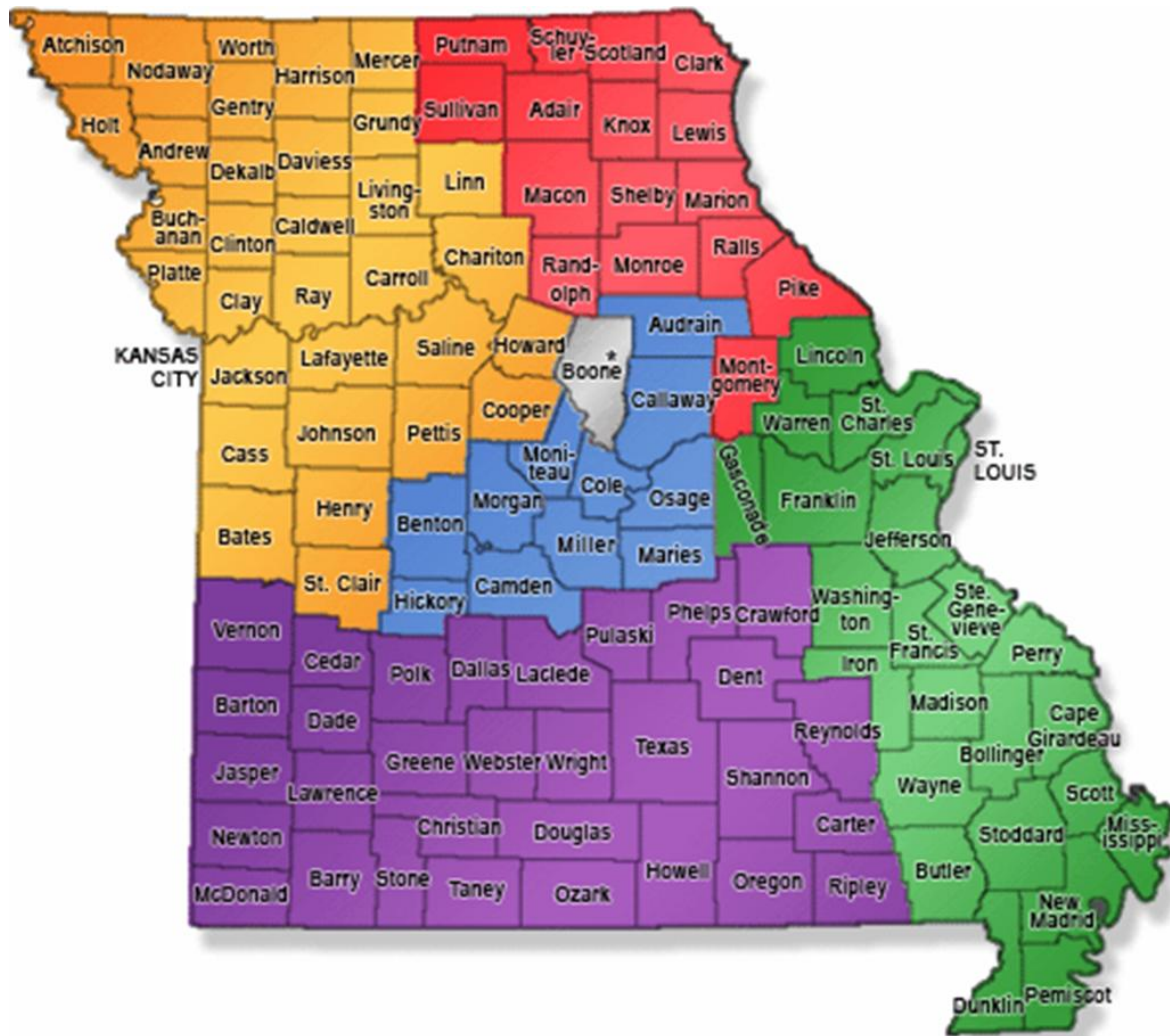 Atchison
Nodaway
Worth
Harrison
Mercer
Putnam
Schuy-
ler
Scotland
Clark
Holt
Gentry
Grundy
Sullivan
Adair
Knox
Lewis
Andrew
Dekalb
Daviess
Living-
ston
Linn
Macon
Shelby
Marion
Buch-
anan
Clinton
Caldwell
Chariton
Rand-
olph
Monroe
Ralls
Platte
Clay
Ray
Carroll
Pike
KANSAS
CITY
Jackson
Lafayette
Saline
Howard
Boone
*
Audrain
Mont-
gomery
Lincoln
Cass
Johnson
Pettis
Cooper
Callaway
Warren
St.
Charles
St. Louis
ST.
LOUIS
Bates
Henry
Benton
Morgan
Moni-
teau
Cole
Osage
Gasconade
Franklin
Jefferson
St. Clair
Hickory
Camden
Miller
Maries
Vernon
Cedar
Polk
Dallas
Laclede
Pulaski
Phelps
Crawford
Washing-
ton
Ste.
Gene-
vieve
St.
Francis
Perry
Barton
Dade
Dent
Iron
Madison
Cape
Girardeau
Jasper
Lawrence
Greene
Webster
Wright
Texas
Shannon
Reynolds
Wayne
Bollinger
Scott
Newton
Christian
Douglas
Carter
Stoddard
Miss-
issippi
McDonald
Barry
Stone
Taney
Ozark
Howell
Oregon
Ripley
Butler
New
Madrid
Dunklin
Pemiscot